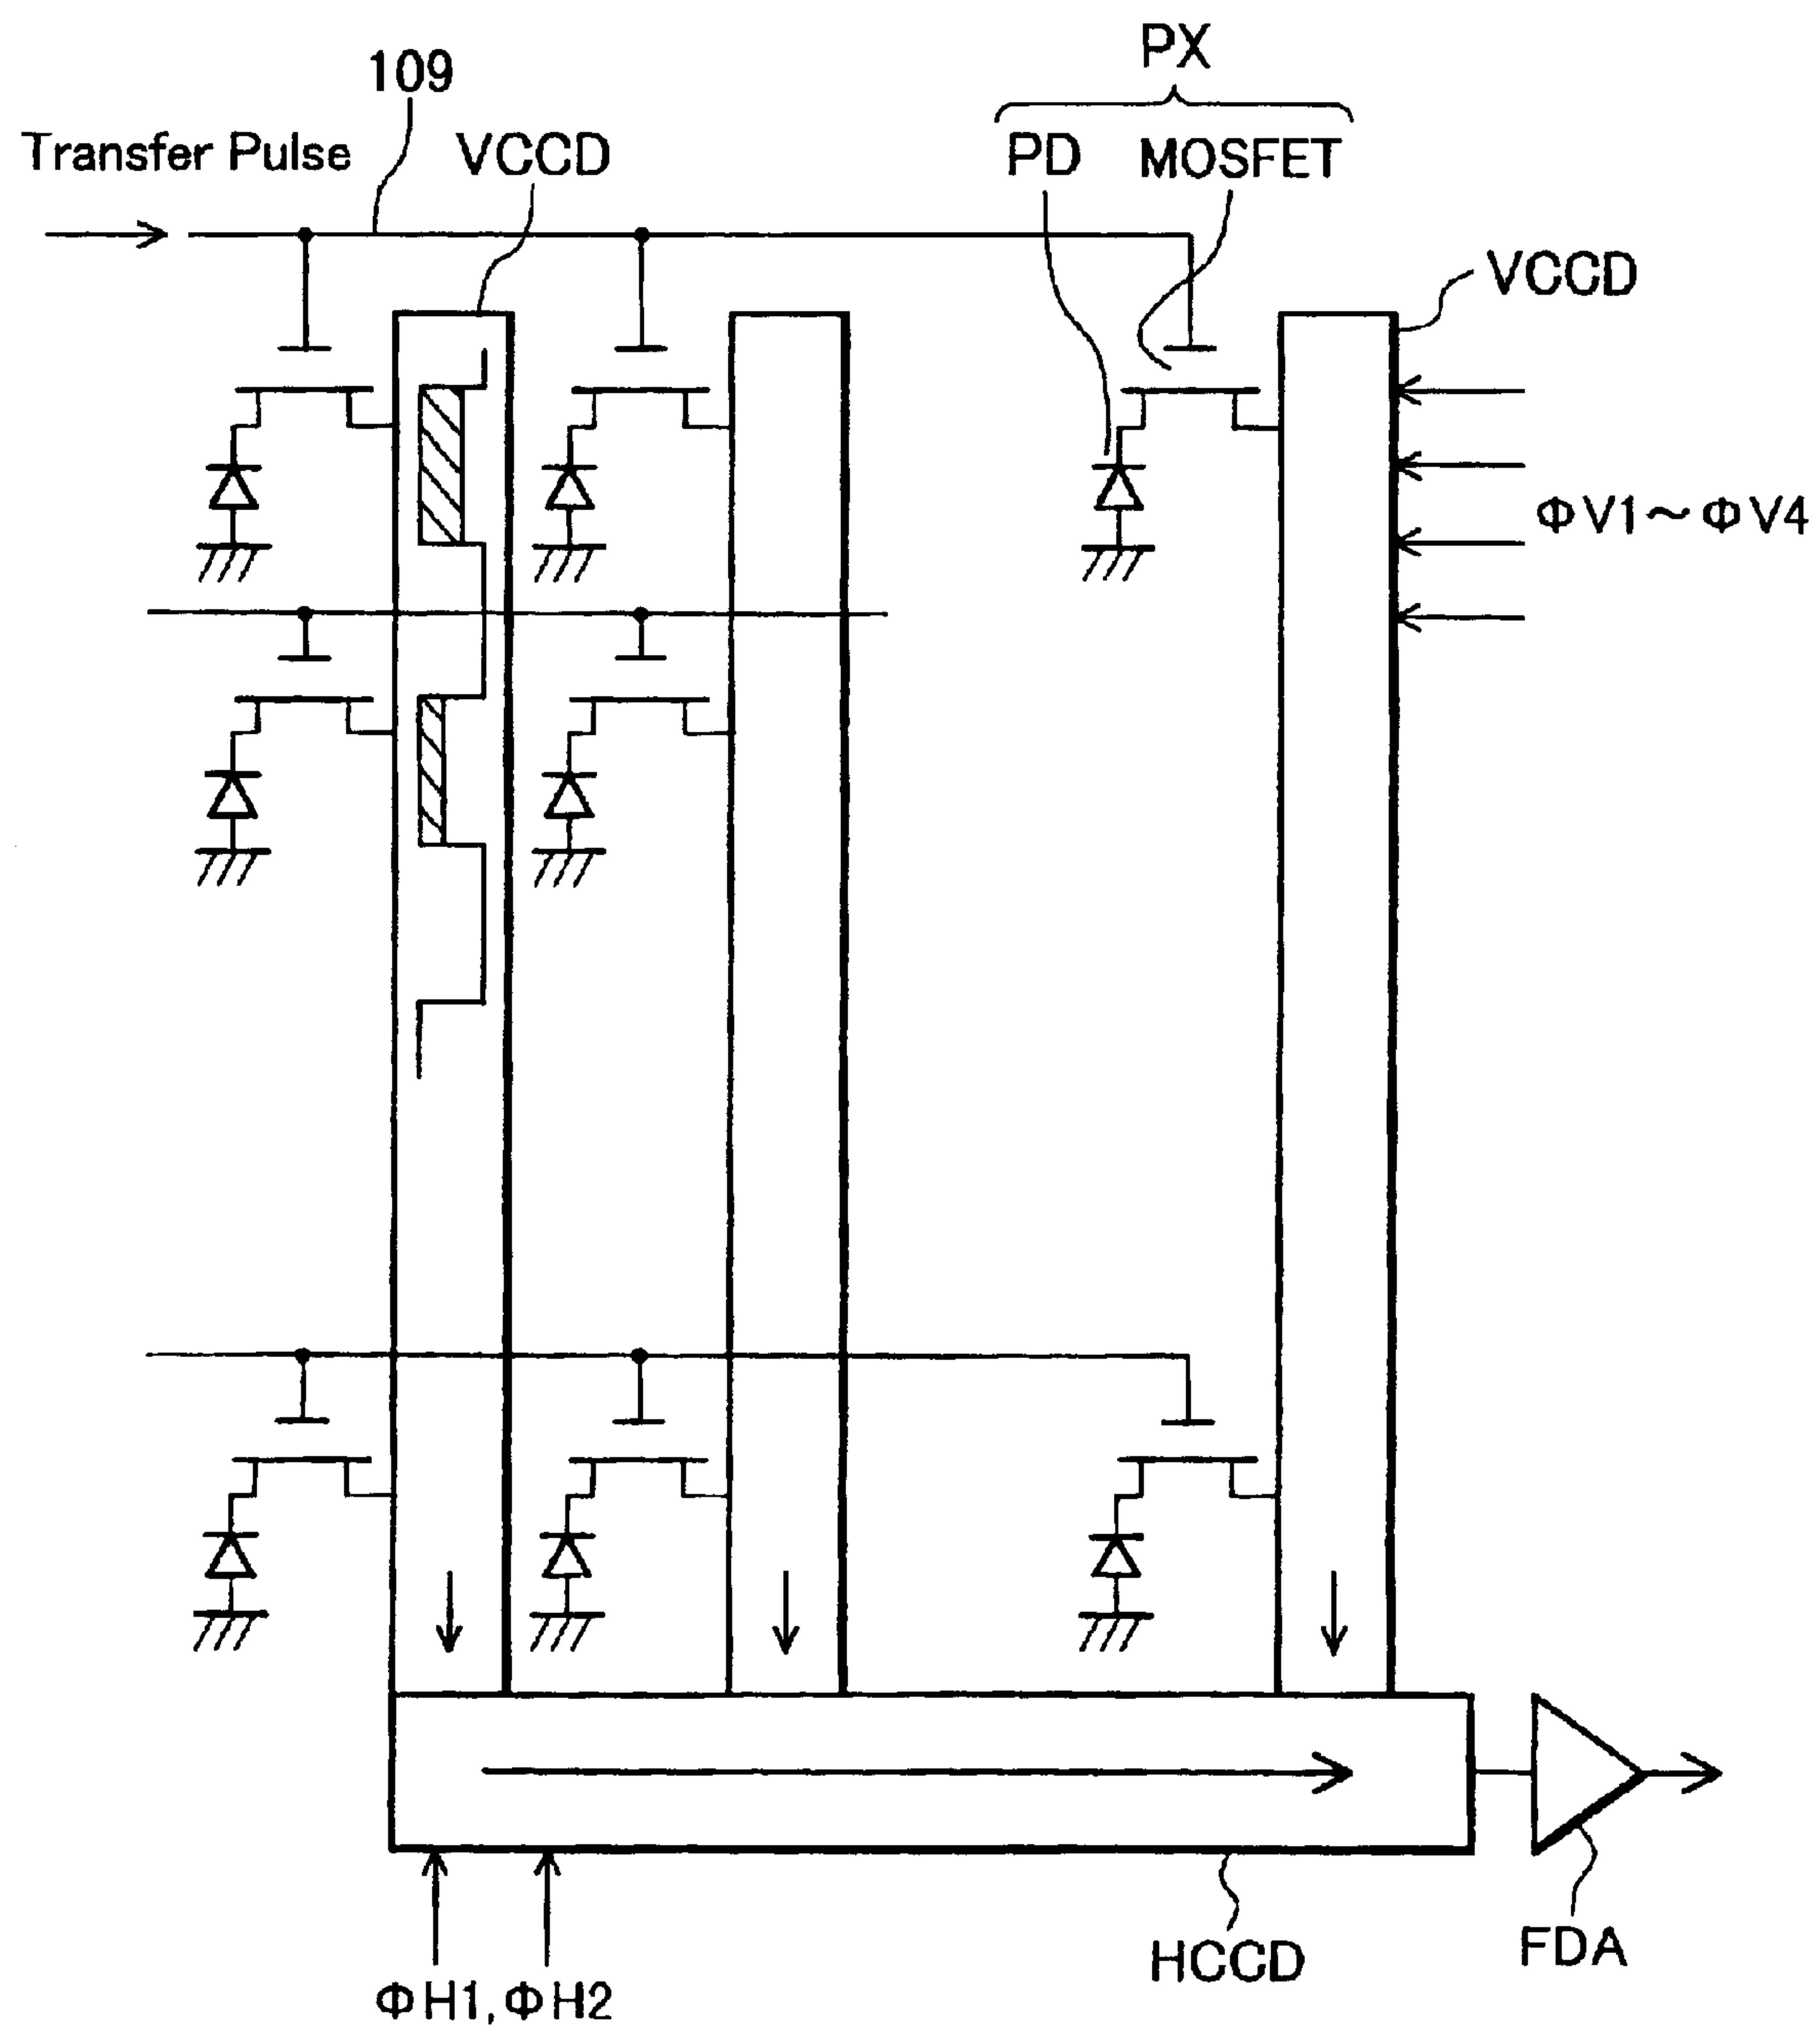 PX
109
Transfer Pulse
VCCD
PD
MOSFET
VCCD
ΦV1～ΦV4
HCCD
FDA
ΦH1,ΦH2